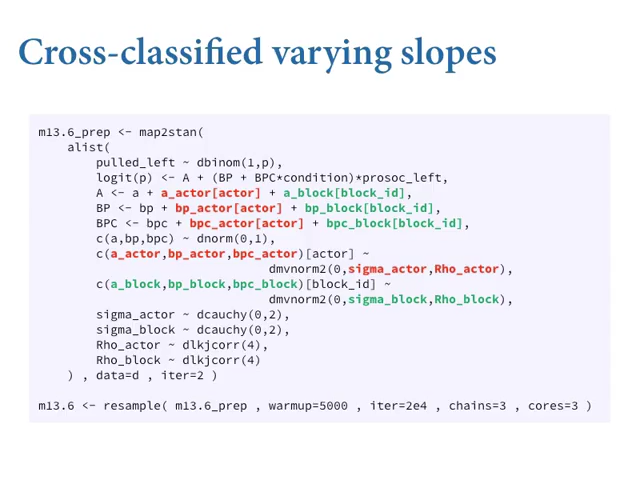 Cross-classified varying slopes
m13.6_prep <- map2stan(
    alist(
        pulled_left ~ dbinom(1,p),
        logit(p) <- A + (BP + BPC*condition)*prosoc_left,
        A <- a + a_actor[actor] + a_block[block_id],
        BP <- bp + bp_actor[actor] + bp_block[block_id],
        BPC <- bpc + bpc_actor[actor] + bpc_block[block_id],
        c(a,bp,bpc) ~ dnorm(0,1),
        c(a_actor,bp_actor,bpc_actor)[actor] ~
                                dmvnorm2(0,sigma_actor,Rho_actor),
        c(a_block,bp_block,bpc_block)[block_id] ~
                                dmvnorm2(0,sigma_block,Rho_block),
        sigma_actor ~ dcauchy(0,2),
        sigma_block ~ dcauchy(0,2),
        Rho_actor ~ dlkjcorr(4),
        Rho_block ~ dlkjcorr(4)
    ) , data=d , iter=2 )
m13.6 <- resample( m13.6_prep , warmup=5000 , iter=2e4 , chains=3 , cores=3 )